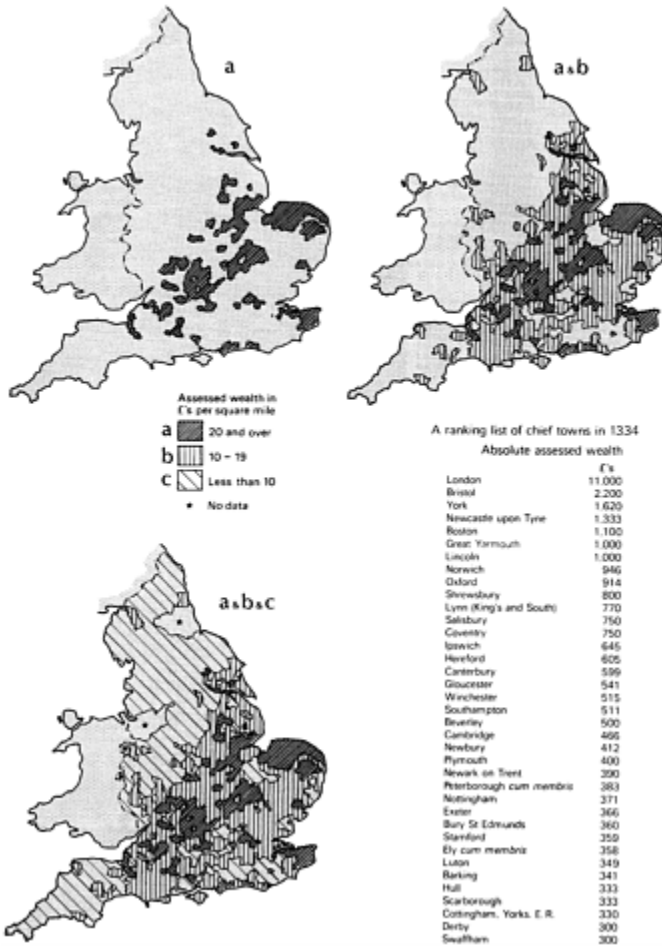 a
a&b
Assessed wealth in
£'s per square mile
a 20 and over
b 10 – 19
c Less than 10
★ No data
a&b&c
A ranking list of chief towns in 1334
Absolute assessed wealth
£'s
London 11.000
Bristol 2.200
York 1.620
Newcastle upon Tyne 1.333
Boston 1.100
Great Yarmouth 1.000
Lincoln 1.000
Norwich 946
Oxford 914
Shrewsbury 800
Lynn (King's and South) 770
Salisbury 750
Coventry 750
Ipswich 645
Hereford 605
Canterbury 599
Gloucester 541
Winchester 515
Southampton 511
Beverley 500
Cambridge 466
Newbury 412
Plymouth 400
Newark on Trent 390
Peterborough cum membris 383
Nottingham 371
Exeter 366
Bury St Edmunds 360
Stamford 359
Ely cum membris 358
Luton 349
Barking 341
Hull 333
Scarborough 333
Cottingham, Yorks. E. R. 330
Derby 300
Swaffham 300